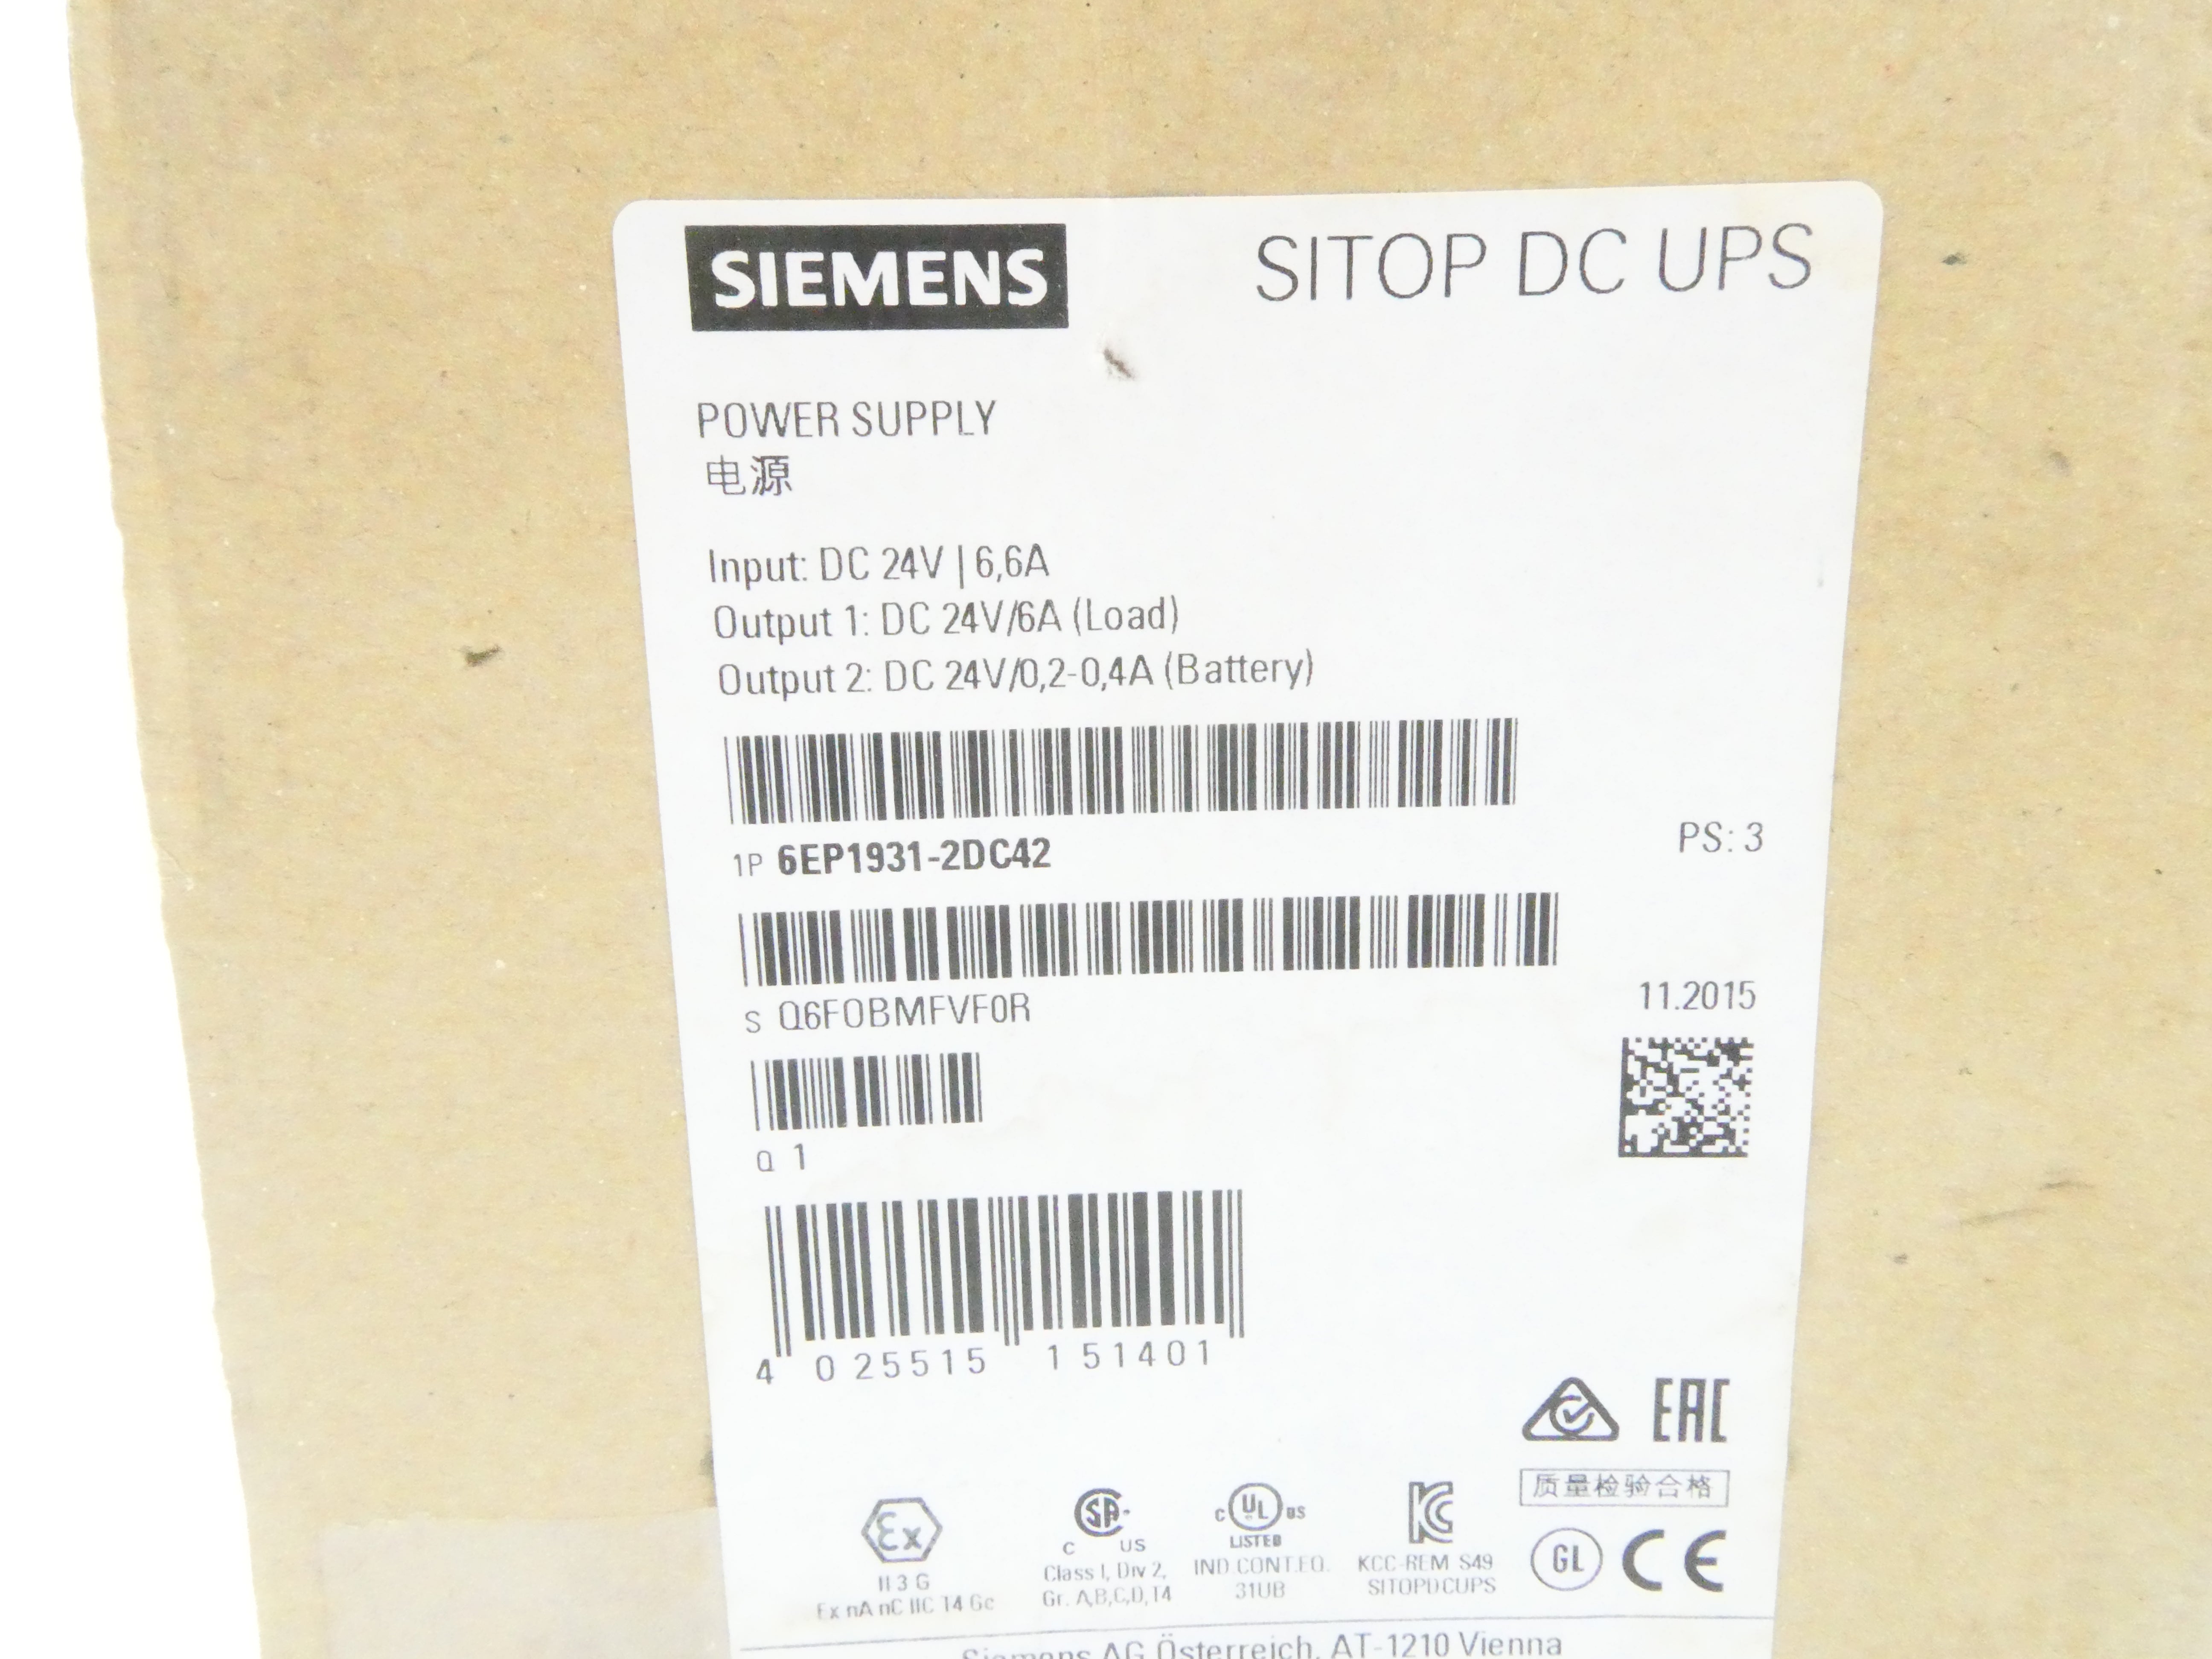 SIEMENS SITOP DC UPS
POWER SUPPLY
电源
Input: DC 24V | 6,6A
Output 1: DC 24V/6A (Load)
Output 2: DC 24V/0,2-0,4A (Battery)
1P 6EP1931-2DC42
PS: 3
S Q6FOBMFVF0R
11.2015
Q 1
4 025515 151401
EAC
质量检验合格
Ex
II 3 G
Ex nA nC IIC T4 Gc
SA
C US
Class I, Div 2,
Gr. A,B,C,D,T4
C UL US
LISTED
IND.CONT.EQ.
31UB
KC
KCC-REM S49
SITOPDCUPS
GL CE
Siemens AG Österreich, AT-1210 Vienna